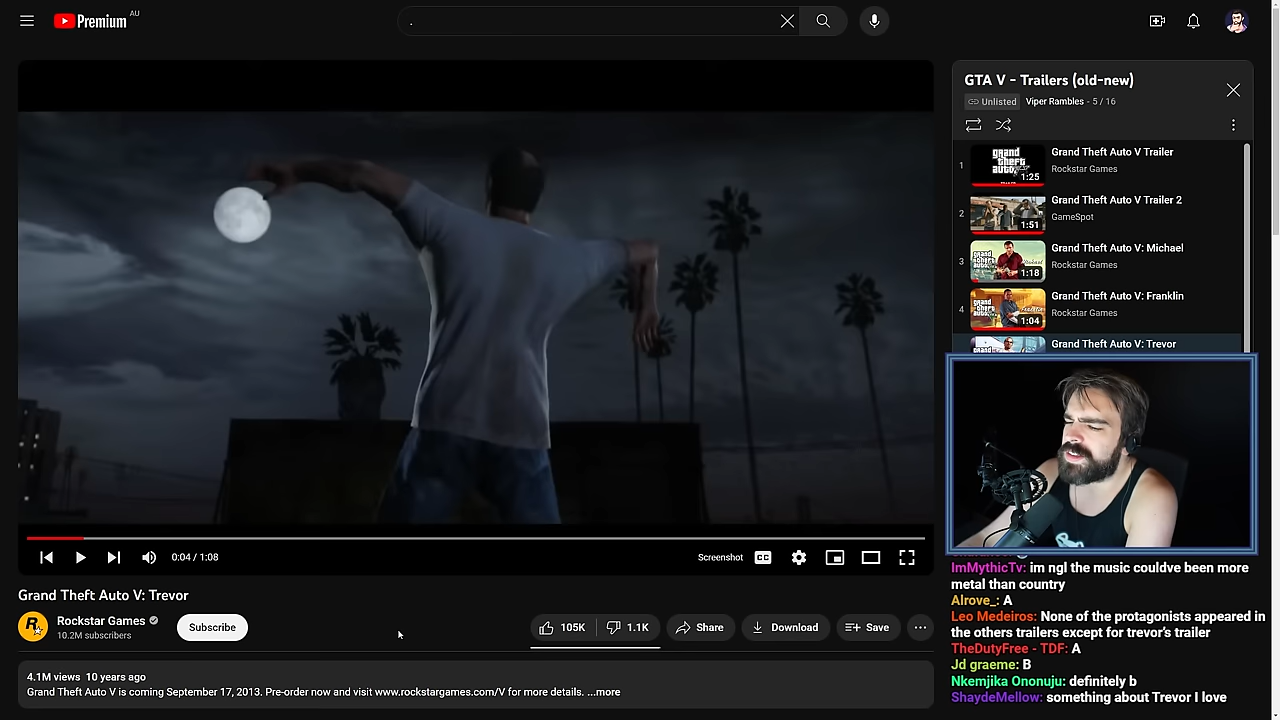 Premium AU
.
GTA V - Trailers (old-new)
Unlisted Viper Rambles - 5 / 16
1
grand theft auto V
1:25
Grand Theft Auto V Trailer
Rockstar Games
2
1:51
Grand Theft Auto V Trailer 2
GameSpot
3
1:18
Grand Theft Auto V: Michael
Rockstar Games
4
1:04
Grand Theft Auto V: Franklin
Rockstar Games
Grand Theft Auto V: Trevor
0:04 / 1:08
Screenshot
CC
Grand Theft Auto V: Trevor
Rockstar Games
10.2M subscribers
Subscribe
105K
1.1K
Share
Download
Save
4.1M views 10 years ago
Grand Theft Auto V is coming September 17, 2013. Pre-order now and visit www.rockstargames.com/V for more details. ...more
ImMythicTv: im ngl the music couldve been more
metal than country
Alrove_: A
Leo Medeiros: None of the protagonists appeared in
the others trailers except for trevor's trailer
TheDutyFree - TDF: A
Jd graeme: B
Nkemjika Ononuju: definitely b
ShaydeMellow: something about Trevor I love